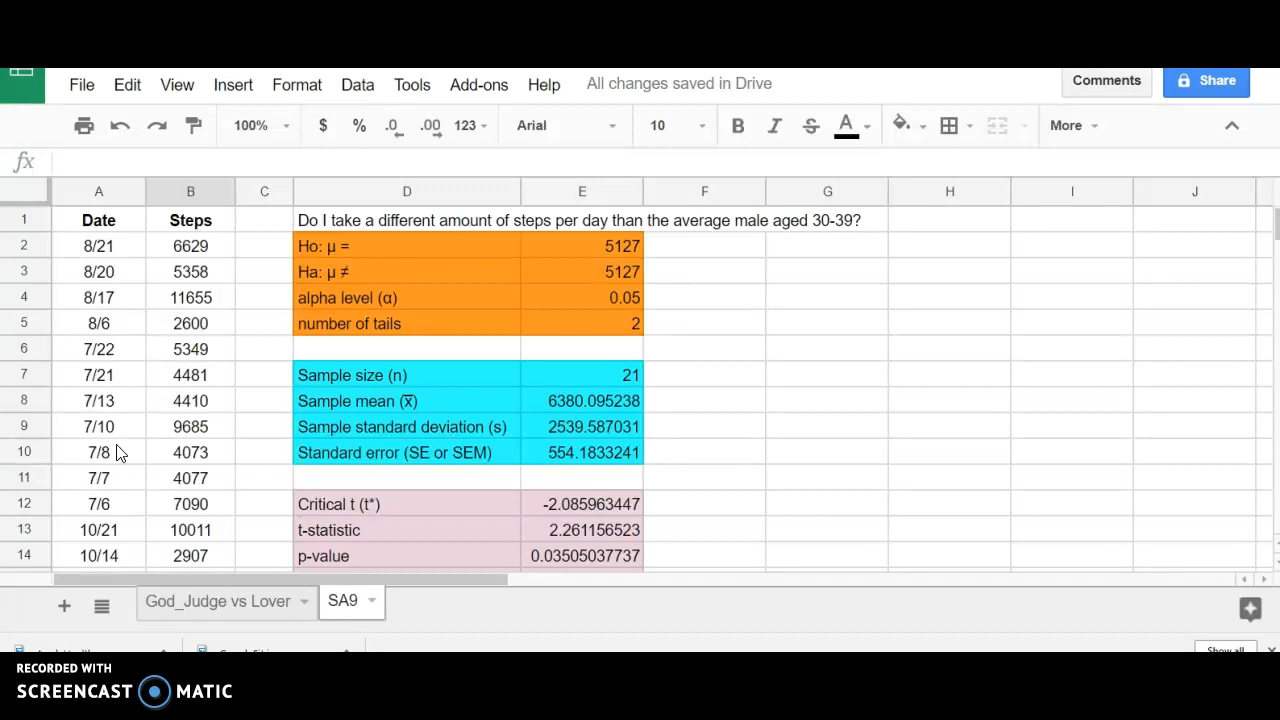 File Edit View Insert Format Data Tools Add-ons Help All changes saved in Drive Comments Share
100% $ % .0 .00 123 Arial 10 B I S A More
fx
A B C D E F G H I J
1 Date Steps Do I take a different amount of steps per day than the average male aged 30-39?
2 8/21 6629 Ho: μ = 5127
3 8/20 5358 Ha: μ ≠ 5127
4 8/17 11655 alpha level (α) 0.05
5 8/6 2600 number of tails 2
6 7/22 5349
7 7/21 4481 Sample size (n) 21
8 7/13 4410 Sample mean (x̅) 6380.095238
9 7/10 9685 Sample standard deviation (s) 2539.587031
10 7/8 4073 Standard error (SE or SEM) 554.1833241
11 7/7 4077
12 7/6 7090 Critical t (t*) -2.085963447
13 10/21 10011 t-statistic 2.261156523
14 10/14 2907 p-value 0.03505037737
+ God_Judge vs Lover SA9
Show all
RECORDED WITH
SCREENCAST MATIC